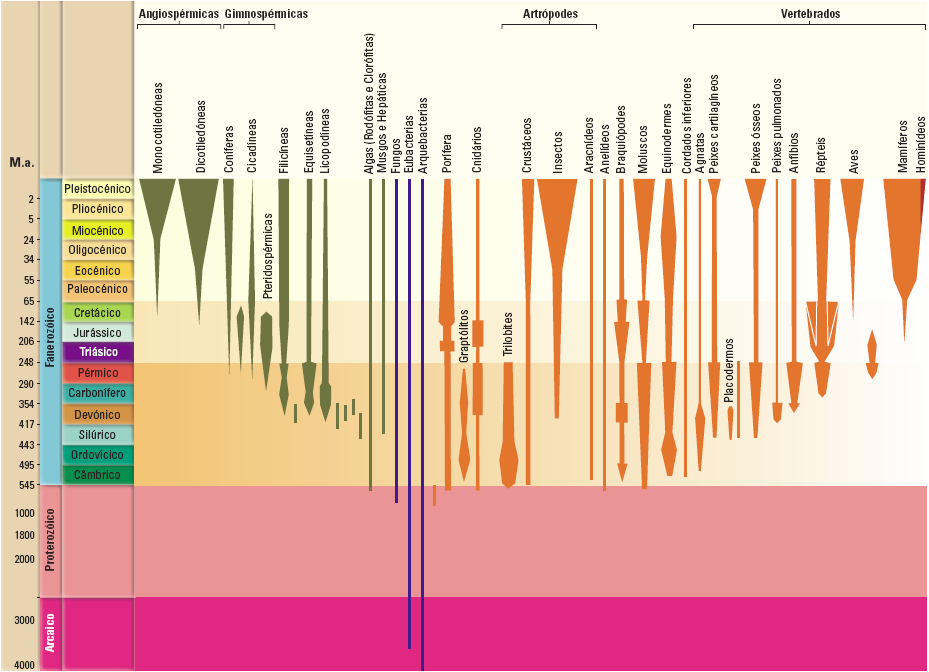 Angiospérmicas
Gimnospérmicas
Artrópodes
Vertebrados
Monocotiledóneas
Dicotiledóneas
Coníferas
Cicadíneas
Pteridospérmicas
Filicíneas
Equisetíneas
Licopodíneas
Algas (Rodófitas e Clorófitas)
Musgos e Hepáticas
Fungos
Eubacterias
Arquebacterias
Porífera
Graptólitos
Cnidários
Trilobites
Crustáceos
Insectos
Aracnídeos
Anelídeos
Braquiópodes
Moluscos
Equinodermes
Cordados inferiores
Agnatas
Peixes cartilagíneos
Placodermos
Peixes ósseos
Peixes pulmonados
Anfíbios
Répteis
Aves
Mamíferos
Hominídeos
M.a.
Pleistocénico
2
Pliocénico
5
Miocénico
24
Oligocénico
34
Eocénico
55
Paleocénico
65
Cretácico
142
Jurássico
206
Triásico
248
Pérmico
290
Carbonífero
354
Devónico
417
Silúrico
443
Ordovícico
495
Câmbrico
545
1000
1800
2000
3000
4000
Fanerozóico
Proterozóico
Arcaico